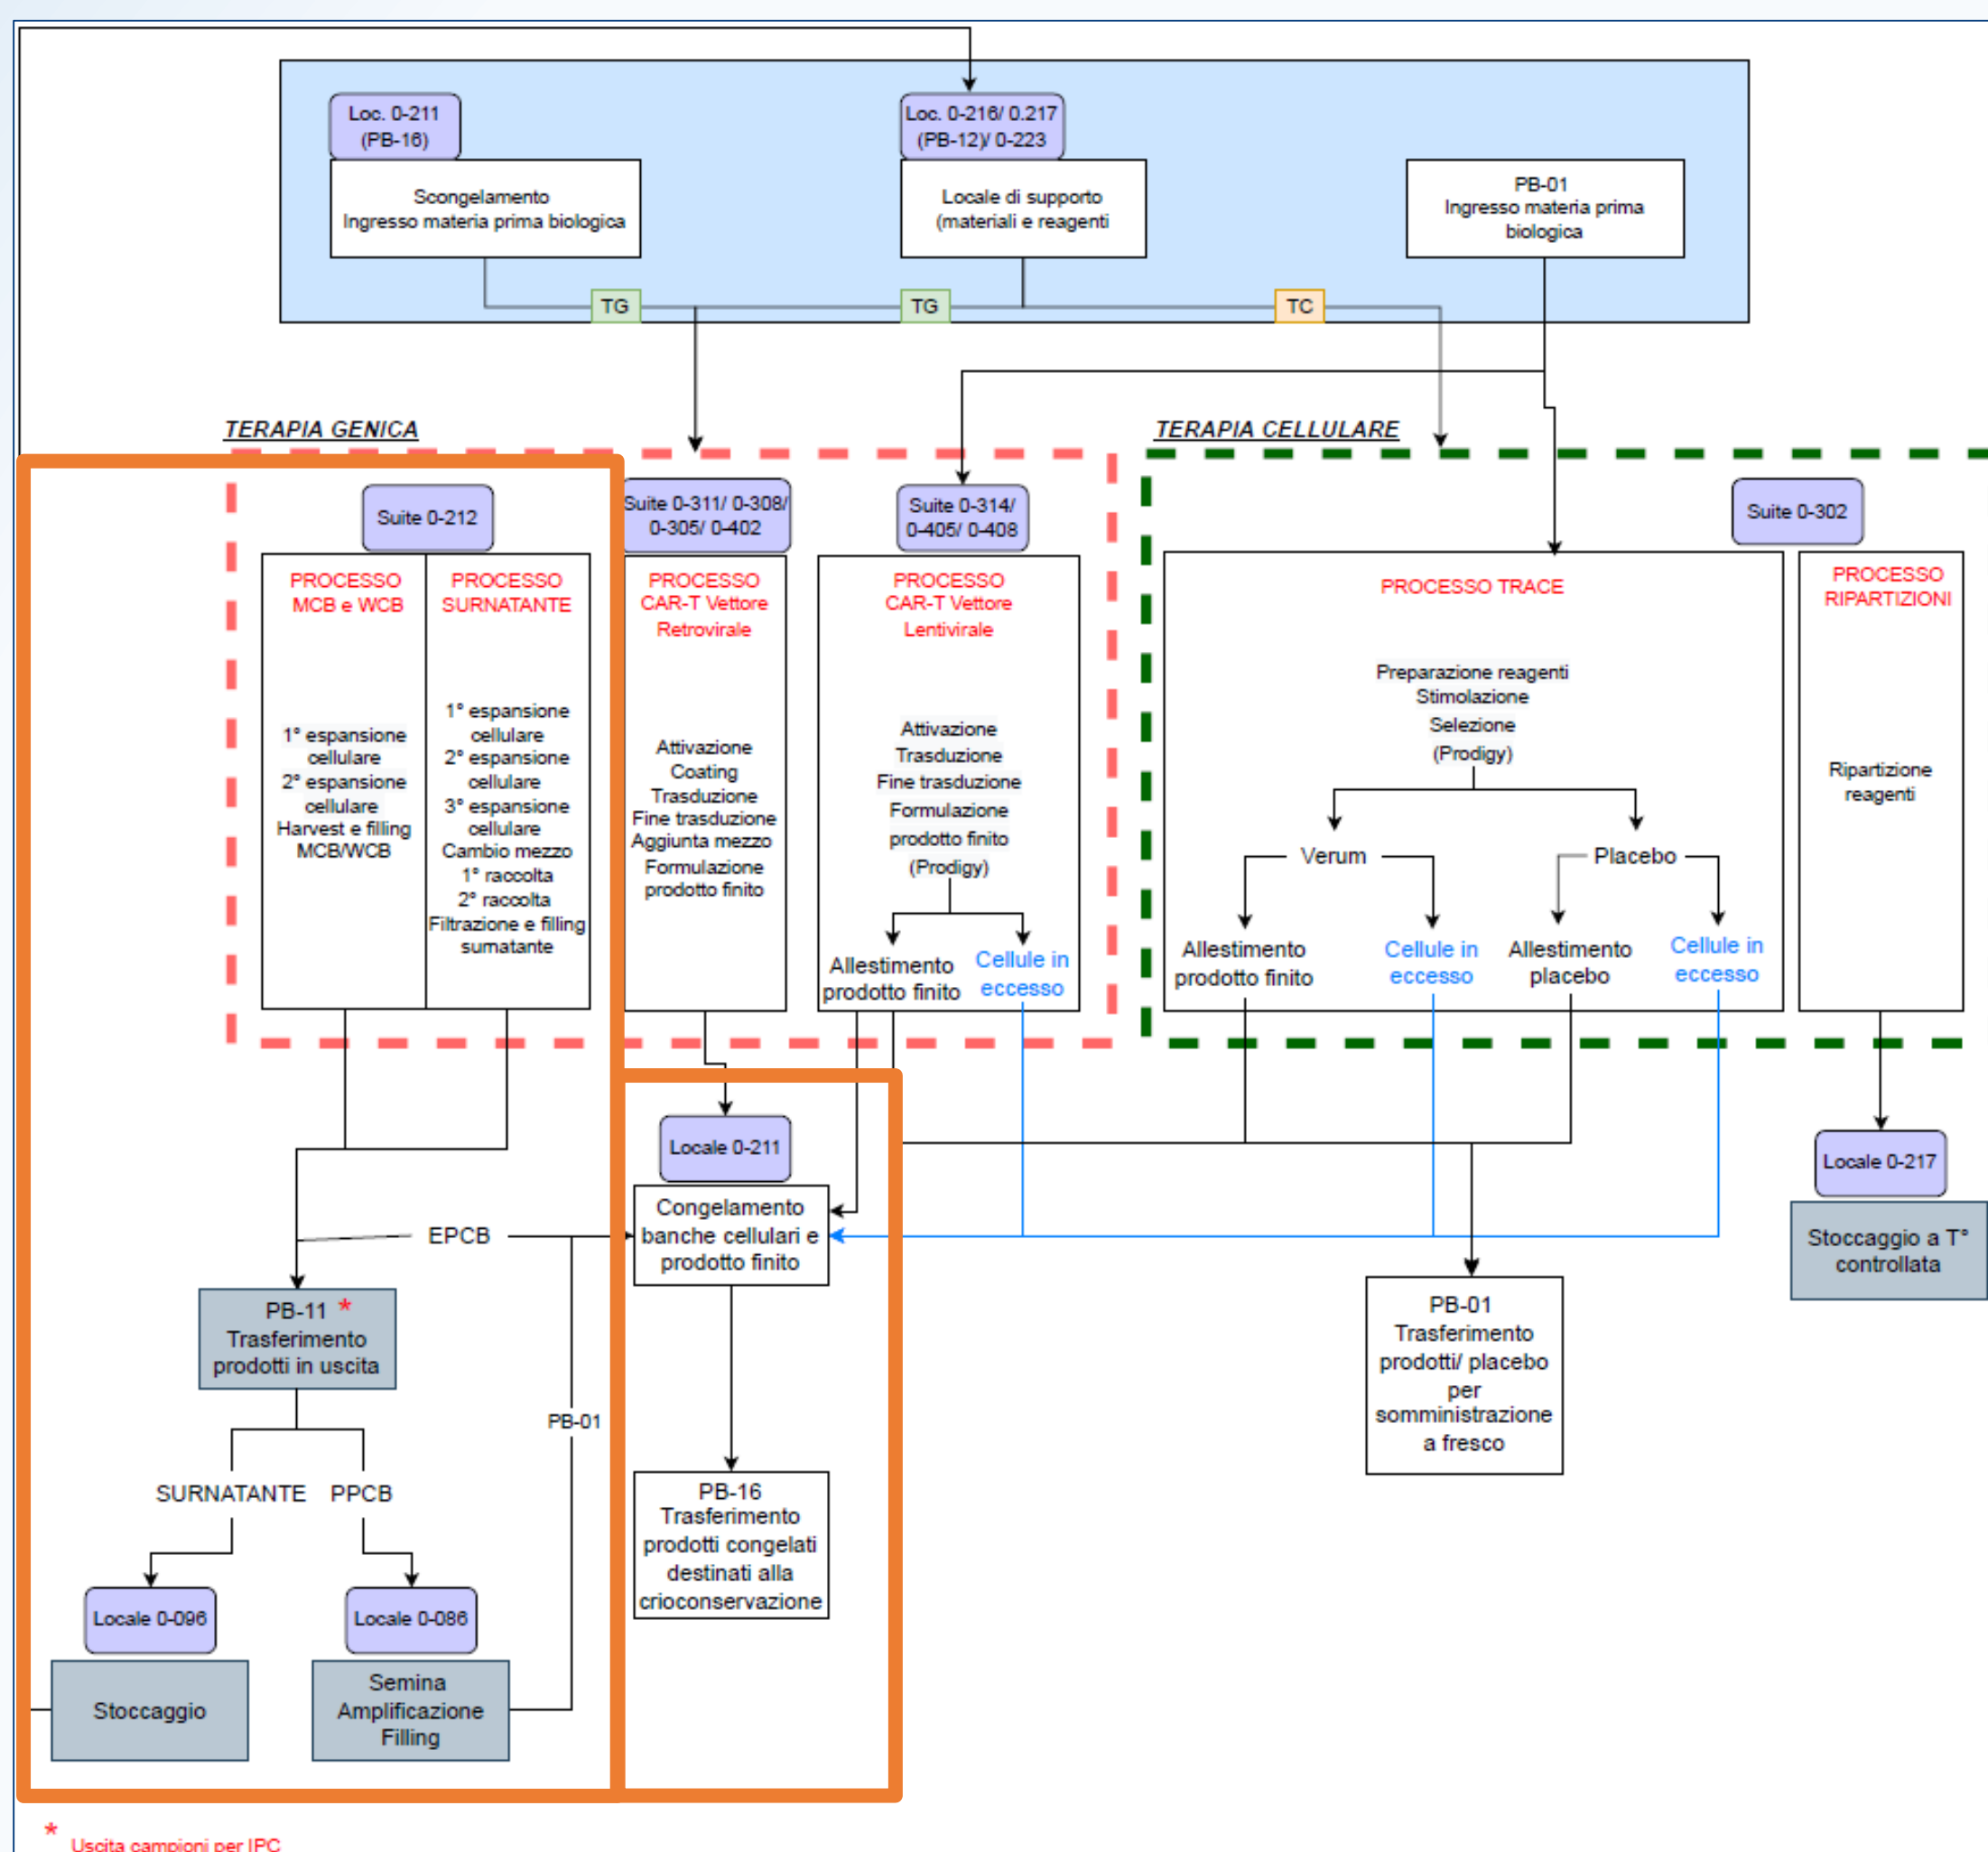 Loc. 0-211
(PB-16)
Scongelamento
Ingresso materia prima biologica
Loc. 0-216/ 0.217
(PB-12)/ 0-223
Locale di supporto
(materiali e reagenti
PB-01
Ingresso materia prima
biologica
TG
TG
TC
TERAPIA GENICA
TERAPIA CELLULARE
Suite 0-212
PROCESSO
MCB e WCB
1° espansione
cellulare
2° espansione
cellulare
Harvest e filling
MCB/WCB
PROCESSO
SURNATANTE
1° espansione
cellulare
2° espansione
cellulare
3° espansione
cellulare
Cambio mezzo
1° raccolta
2° raccolta
Filtrazione e filling
surnatante
Suite 0-311/ 0-308/
0-305/ 0-402
PROCESSO
CAR-T Vettore
Retrovirale
Attivazione
Coating
Trasduzione
Fine trasduzione
Aggiunta mezzo
Formulazione
prodotto finito
Suite 0-314/
0-405/ 0-408
PROCESSO
CAR-T Vettore
Lentivirale
Attivazione
Trasduzione
Fine trasduzione
Formulazione
prodotto finito
(Prodigy)
Allestimento
prodotto finito
Cellule in
eccesso
Suite 0-302
PROCESSO TRACE
Preparazione reagenti
Stimolazione
Selezione
(Prodigy)
Verum
Placebo
Allestimento
prodotto finito
Cellule in
eccesso
Allestimento
placebo
Cellule in
eccesso
PROCESSO
RIPARTIZIONI
Ripartizione
reagenti
Locale 0-211
Congelamento
banche cellulari e
prodotto finito
Locale 0-217
Stoccaggio a T°
controllata
EPCB
PB-11 *
Trasferimento
prodotti in uscita
PB-01
Trasferimento
prodotti/ placebo
per
somministrazione
a fresco
PB-01
SURNATANTE
PPCB
PB-16
Trasferimento
prodotti congelati
destinati alla
crioconservazione
Locale 0-096
Stoccaggio
Locale 0-086
Semina
Amplificazione
Filling
* Uscita campioni per IPC